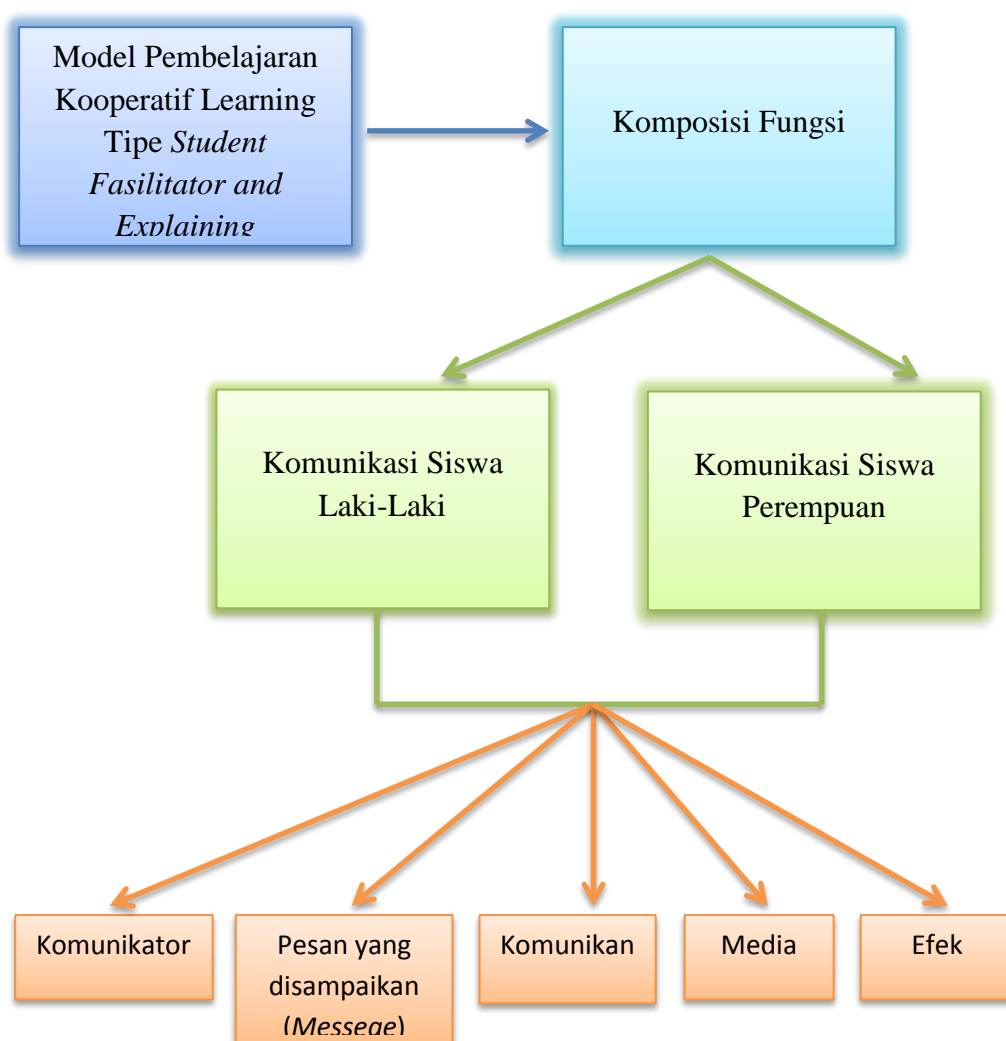 Model Pembelajaran
Kooperatif Learning
Tipe Student
Fasilitator and
Explaining
Komposisi Fungsi
Komunikasi Siswa
Laki-Laki
Komunikasi Siswa
Perempuan
Komunikator
Pesan yang
disampaikan
(Messege)
Komunikan
Media
Efek